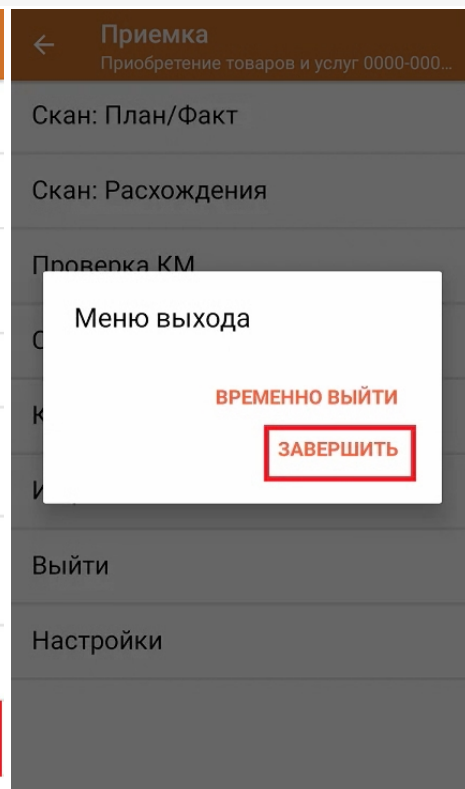 Приемка
Приобретение товаров и услуг 0000-000...
Скан: План/Факт
Скан: Расхождения
Проверка КМ
Меню выхода
ВРЕМЕННО ВЫЙТИ
ЗАВЕРШИТЬ
Выйти
Настройки